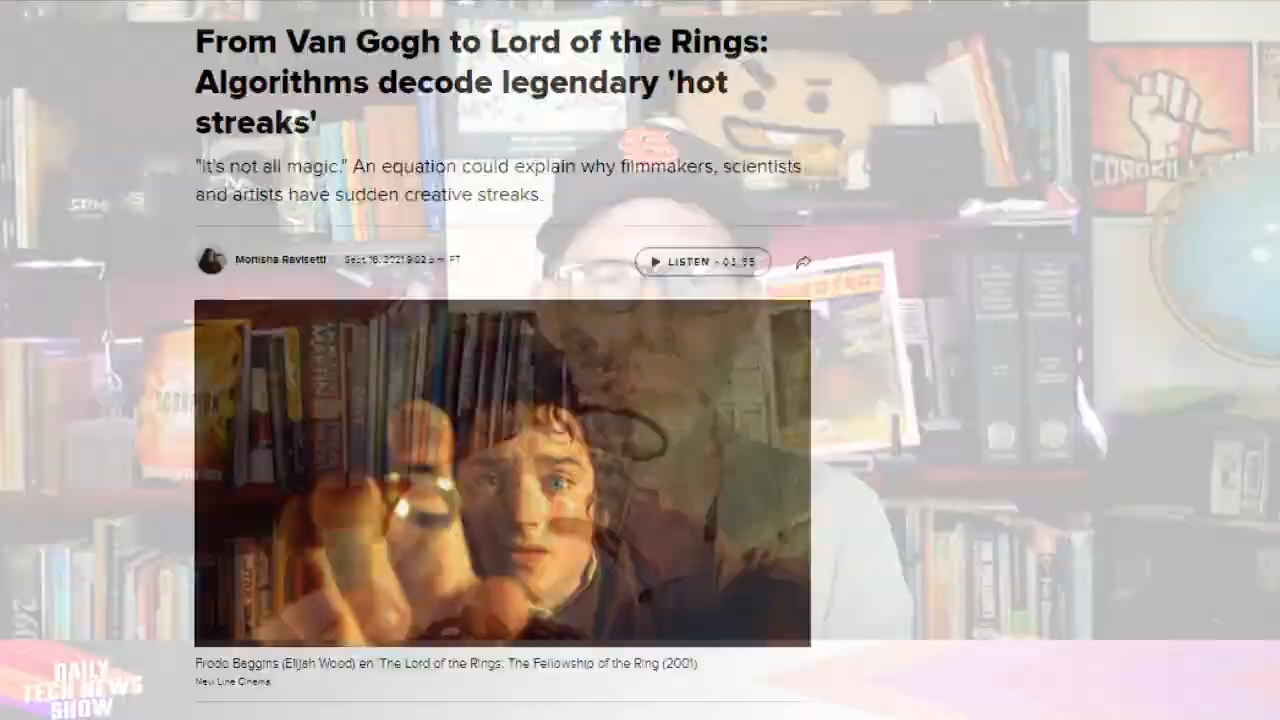 From Van Gogh to Lord of the Rings:
Algorithms decode legendary 'hot
streaks'
"It's not all magic." An equation could explain why filmmakers, scientists
and artists have sudden creative streaks.
Monisha Ravisetti
Sept. 16, 2021 9:02 p.m. PT
LISTEN - 03:55
Frodo Baggins (Elijah Wood) en 'The Lord of the Rings: The Fellowship of the Ring (2001)
New Line Cinema
DAILY
TECH NEWS
SHOW